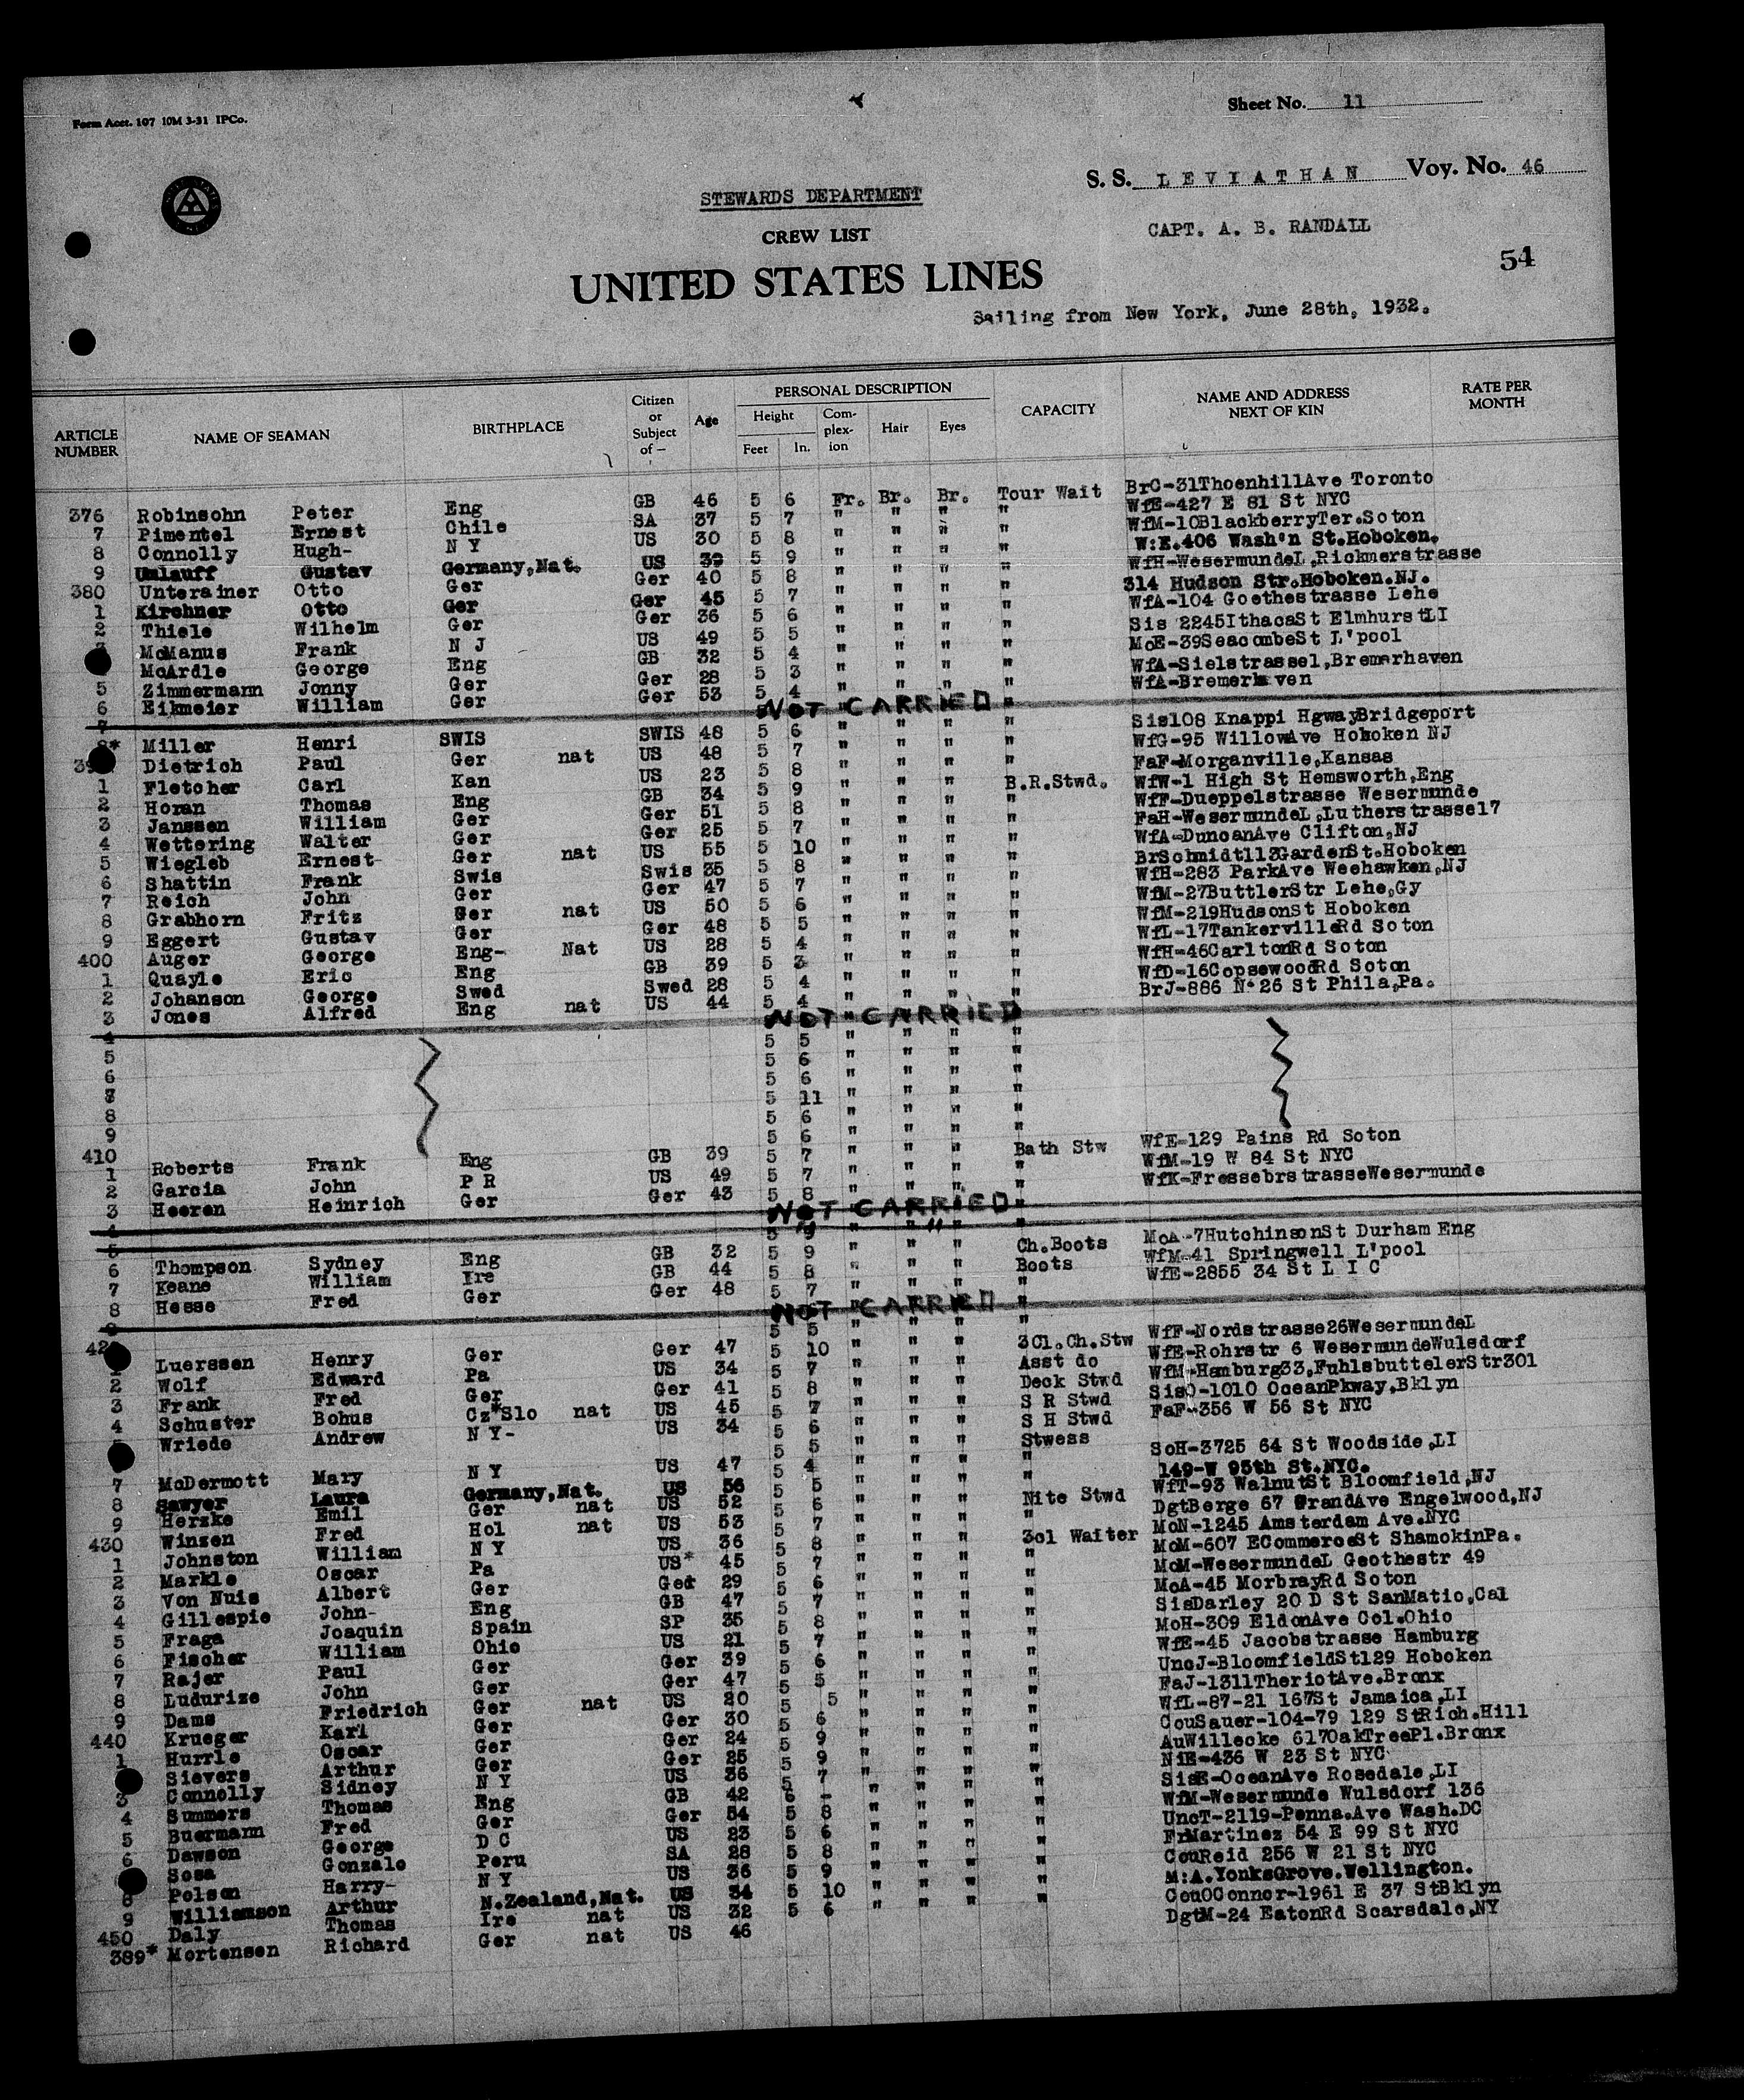 Form Acct. 107 10M 3-31 IPCo.
Sheet No. 11
S. S. LEVIATHAN Voy. No. 46
STEWARDS DEPARTMENT
CREW LIST
CAPT. A. B. RANDALL
54
UNITED STATES LINES
Sailing from New York, June 28th, 1932.
ARTICLE NUMBER NAME OF SEAMAN BIRTHPLACE Citizen or Subject of – Age PERSONAL DESCRIPTION Height Feet In. Com-plex-ion Hair Eyes CAPACITY NAME AND ADDRESS NEXT OF KIN RATE PER MONTH
376 Robinsohn Peter Eng GB 46 5 6 Fr. Br. Br. Tour Wait BrC-31ThoenhillAve Toronto
7 Pimentel Ernest Chile SA 37 5 7 " " " " WfE-427 E 81 St NYC
8 Connolly Hugh- N Y US 30 5 8 " " " " WfM-10BlackberryTer.Soton
9 Umlauff Gustav Germany,Nat. US 39 5 9 " " " " W:E.406 Wash'n St.Hoboken.
380 Unterainer Otto Ger Ger 40 5 8 " " " " WfH-WesermundeL,Rickmerstrasse
1 Kirchner Otto Ger Ger 45 5 7 " " " " 314 Hudson Str.Hoboken.NJ.
2 Thiele Wilhelm Ger Ger 36 5 6 " " " " WfA-104 Goethestrasse Lehe
3 McManus Frank N J US 49 5 5 " " " " Sis 2245IthacaSt ElmhurstLI
McArdle George Eng GB 32 5 4 " " " " MoE-39SeacombeSt L'pool
5 Zimmermann Jonny Ger Ger 28 5 3 " " " " WfA-Sielstrasse1,Bremerhaven
6 Eikmeier William Ger Ger 53 5 4 " " " " WfA-Bremerhaven
7 NOT CARRIED
8* Miller Henri SWIS SWIS 48 5 6 " " " " Sis108 Knappi HgwayBridgeport
39 Dietrich Paul Ger nat US 48 5 7 " " " " WfG-95 WillowAve Hoboken NJ
1 Fletcher Carl Kan US 23 5 8 " " " B.R.Stwd. FaF-Morganville,Kansas
2 Horan Thomas Eng GB 34 5 9 " " " " WfW-1 High St Hemsworth,Eng
3 Janssen William Ger Ger 51 5 8 " " " " WfF-Dueppelstrasse Wesermunde
4 Wettering Walter Ger Ger 25 5 7 " " " " FaH-WesermundeL,Lutherstrasse17
5 Wiegleb Ernest- Ger nat US 55 5 10 " " " " WfA-DuncanAve Clifton,NJ
6 Shattin Frank Swis Swis 35 5 8 " " " " BrSchmidt113GardenSt.Hoboken
7 Reich John Ger Ger 47 5 7 " " " " WfH-283 ParkAve Weehawken,NJ
8 Grabhorn Fritz Ger nat US 50 5 6 " " " " WfM-27ButtlerStr Lehe,Gy
9 Eggert Gustav Ger Ger 48 5 5 " " " " WfM-219HudsonSt Hoboken
400 Auger George Eng- Nat US 28 5 4 " " " " WfL-17TankervilleRd Soton
1 Quayle Eric Eng GB 39 5 3 " " " " WfH-46CarltonRd Soton
2 Johanson George Swed Swed 28 5 4 " " " " WfD-16CopsewoodRd Soton
3 Jones Alfred Eng nat US 44 5 4 " " " " BrJ-886 N.26 St Phila,Pa.
4 NOT CARRIED
5 5 5 " " " "
6 5 6 " " " "
7 5 6 " " " "
8 5 11 " " " "
9 5 6 " " " "
410 5 6 " " " "
1 Roberts Frank Eng GB 39 5 7 " " " Bath Stw WfE-129 Pains Rd Soton
2 Garcia John P R US 49 5 7 " " " " WfM-19 W 84 St NYC
3 Heeren Heinrich Ger Ger 43 5 8 " " " " WfK-FressebrstrasseWesermunde
4 NOT CARRIED
5 5 9 " " " "
6 Thompson Sydney Eng GB 32 5 9 " " " Ch.Boots MoA-7HutchinsonSt Durham Eng
7 Keane William Ire GB 44 5 8 " " " Boots WfM-41 Springwell L'pool
8 Hesse Fred Ger Ger 48 5 7 " " " " WfE-2855 34 St L I C
9 NOT CARRIED
42 5 5 " " " "
Luerssen Henry Ger Ger 47 5 10 " " " 3Cl.Ch.Stw WfF-Nordstrasse26WesermundeL
2 Wolf Edward Pa US 34 5 7 " " " Asst do WfE-Rohrstr 6 WesermundeWulsdorf
3 Frank Fred Ger Ger 41 5 8 " " " Deck Stwd WfM-Hamburg33,FuhlsbuttelerStr301
4 Schuster Bohus Cz*Slo nat US 45 5 7 " " " S R Stwd SisO-1010 OceanPkway,Bklyn
Wriede Andrew N Y- US 34 5 6 " " " S H Stwd FaF-356 W 56 St NYC
5 5 " " " Stwess
7 McDermott Mary N Y US 47 5 4 " " " " SoH-3725 64 St Woodside,LI
8 Sawyer Laura Germany,Nat. US 56 5 5 " " " 149-W 95th St.NYC.
9 Herzke Emil Ger nat US 52 5 6 " " " Nite Stwd WfT-93 WalnutSt Bloomfield,NJ
430 Winzen Fred Hol nat US 53 5 7 " " " " DgtBerge 67 GrandAve Engelwood,NJ
1 Johnston William N Y US 36 5 8 " " " 3cl Waiter MoN-1245 Amsterdam Ave.NYC
2 Markle Oscar Pa US* 45 5 7 " " " " MoM-607 ECommerceSt ShamokinPa.
3 Von Nuis Albert Ger Ger 29 5 6 " " " " MoM-WesermundeL Geothestr 49
4 Gillespie John- Eng GB 47 5 7 " " " " MoA-45 MorbrayRd Soton
5 Fraga Joaquin Spain SP 35 5 8 " " " " SisDarley 20 D St SanMatio,Cal
6 Fischer William Ohio US 21 5 7 " " " " MoH-309 EldonAve Col.Ohio
7 Rajer Paul Ger Ger 39 5 6 " " " " WfE-45 Jacobstrasse Hamburg
8 Ludurize John Ger Ger 47 5 5 " " " " UncJ-BloomfieldSt129 Hoboken
9 Dams Friedrich Ger nat US 20 5 5 " " " " FaJ-1311TheriotAve.Bronx
440 Krueger Karl Ger Ger 30 5 6 " " " " WfL-87-21 167St Jamaica,LI
1 Hurrle Oscar Ger Ger 24 5 9 " " " " CouSauer-104-79 129 StRich.Hill
Sievers Arthur Ger Ger 25 5 9 " " " " AuWillecke 617OakTreePl.Bronx
3 Connolly Sidney N Y US 36 5 7 " " " " NiE-436 W 23 St NYC
4 Summers Thomas Eng GB 42 6 - " " " " SisE-OceanAve Rosedale,LI
5 Buermann Fred Ger Ger 54 5 8 " " " " WfM-Wesermunde Wulsdorf 136
6 Dawson George D C US 23 5 6 " " " " UncT-2119-Penna.Ave Wash.DC
Sosa Gonzalo Peru SA 28 5 8 " " " " FrMartinez 54 E 99 St NYC
8 Polson Harry- N Y US 36 5 9 " " " " CouReid 256 W 21 St NYC
9 Williamson Arthur N.Zealand,Nat. US 34 5 10 " " " " M:A.YonksGrove.Wellington.
450 Daly Thomas Ire nat US 32 5 6 " " " " CouOConnor-1961 E 37 StBklyn
389* Mortensen Richard Ger nat US 46 DgtM-24 EatonRd Scarsdale,NY